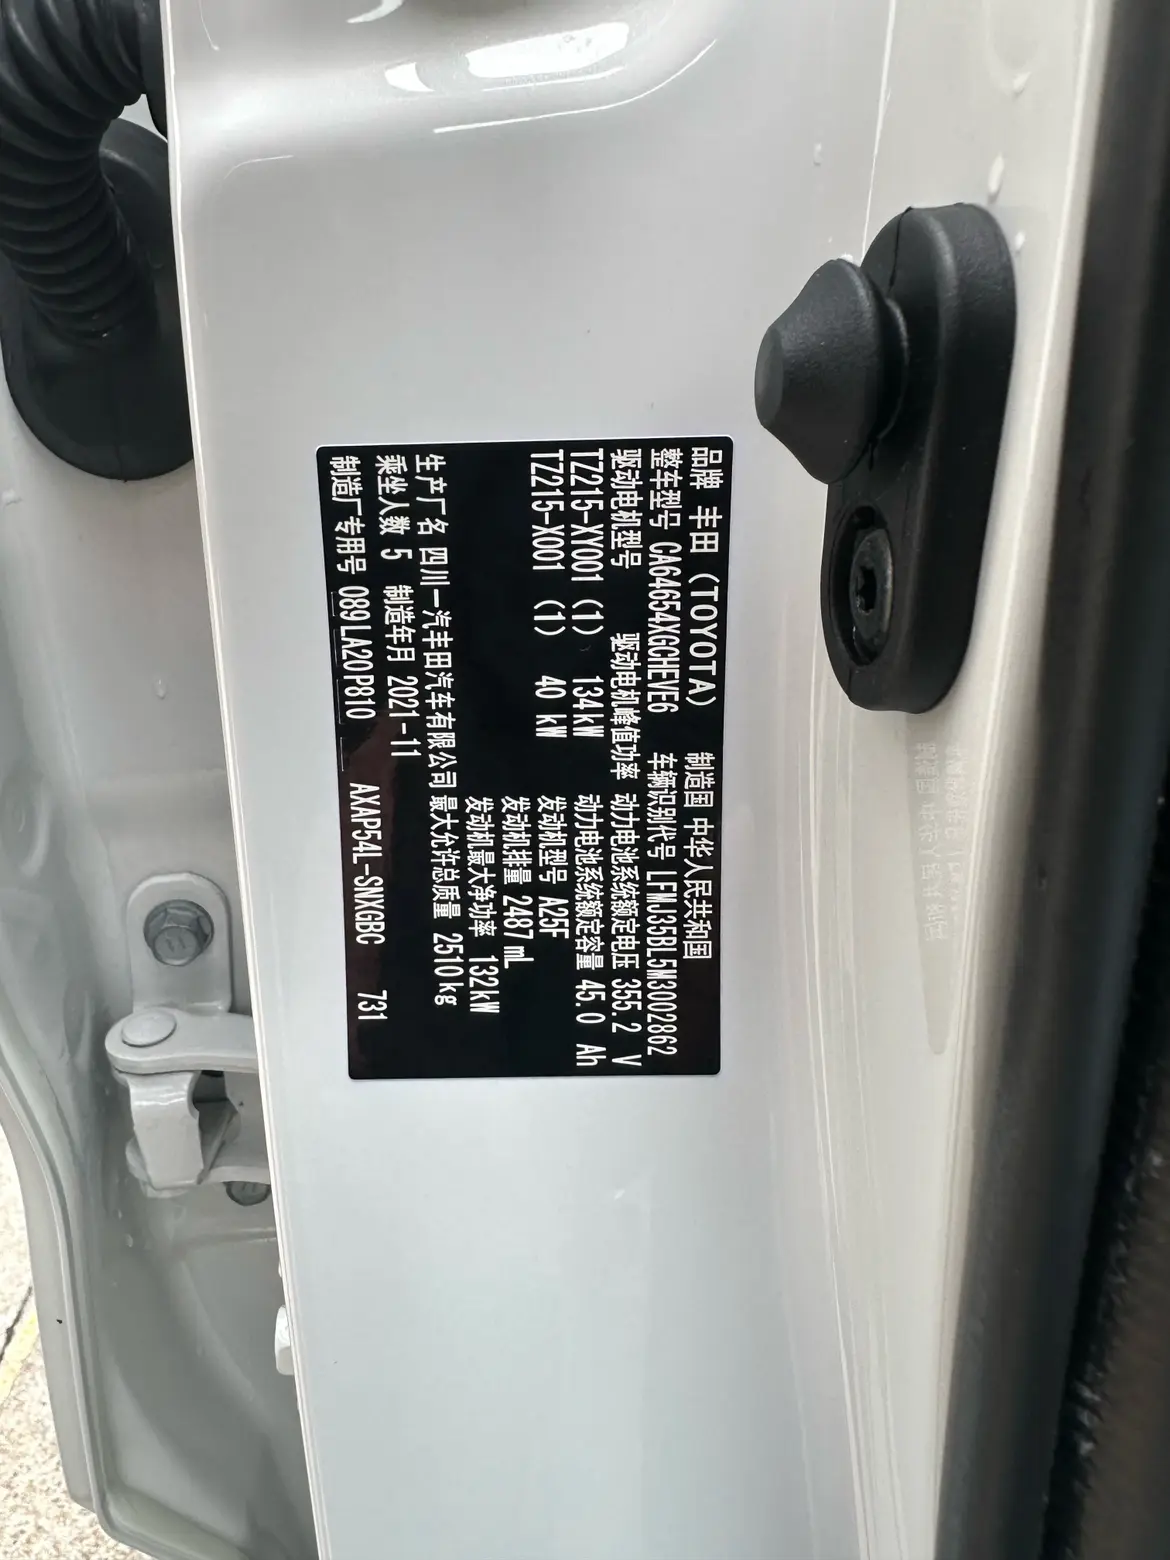 品牌 丰田 (TOYOTA) 制造国 中华人民共和国
整车型号 CA64654XGCHEVE6 车辆识别代号 LFMJ35BL5M3002862
驱动电机型号 驱动电机峰值功率 动力电池系统额定电压 355.2 V
TZ215-XY001 (1) 134kW 动力电池系统额定容量 45.0 Ah
TZ215-X001 (1) 40 kW 发动机型号 A25F
发动机排量 2487 mL
发动机最大净功率 132kW
生产厂名 四川一汽丰田汽车有限公司 最大允许总质量 2510kg
乘坐人数 5 制造年月 2021-11
制造厂专用号 089 LA20P810 AXAP54L-SNXGBC 731